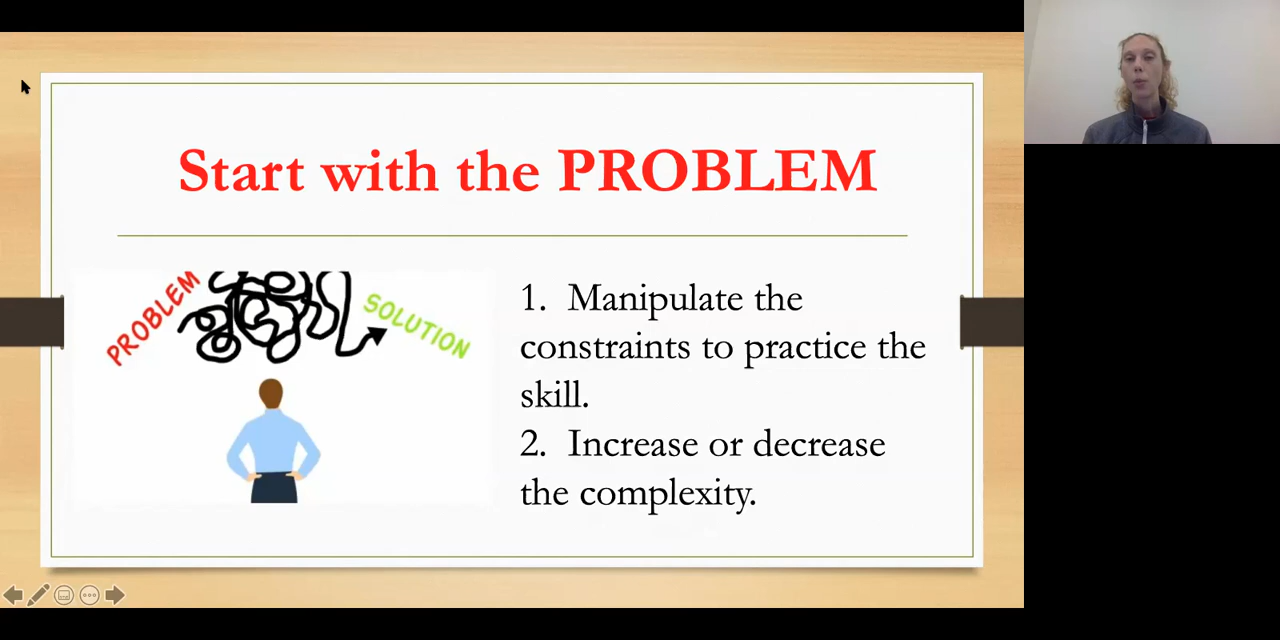 Start with the PROBLEM
PROBLEM
SOLUTION
1. Manipulate the
constraints to practice the
skill.
2. Increase or decrease
the complexity.